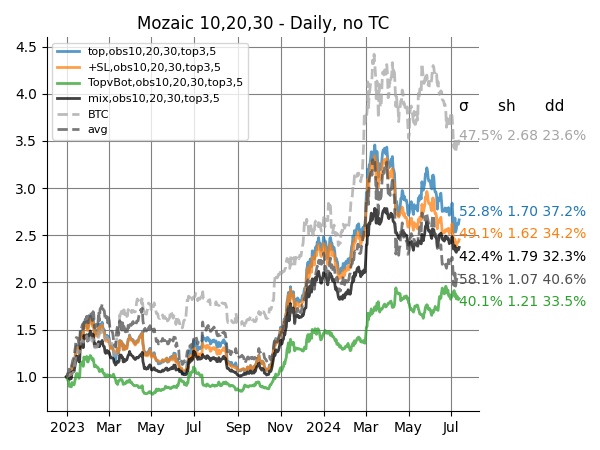 Mozaic 10,20,30 - Daily, no TC
top,obs10,20,30,top3,5
+SL,obs10,20,30,top3,5
TopvBot,obs10,20,30,top3,5
mix,obs10,20,30,top3,5
BTC
avg
4.5
4.0
3.5
3.0
2.5
2.0
1.5
1.0
σ sh dd
47.5% 2.68 23.6%
52.8% 1.70 37.2%
49.1% 1.62 34.2%
42.4% 1.79 32.3%
58.1% 1.07 40.6%
40.1% 1.21 33.5%
2023 Mar May Jul Sep Nov 2024 Mar May Jul